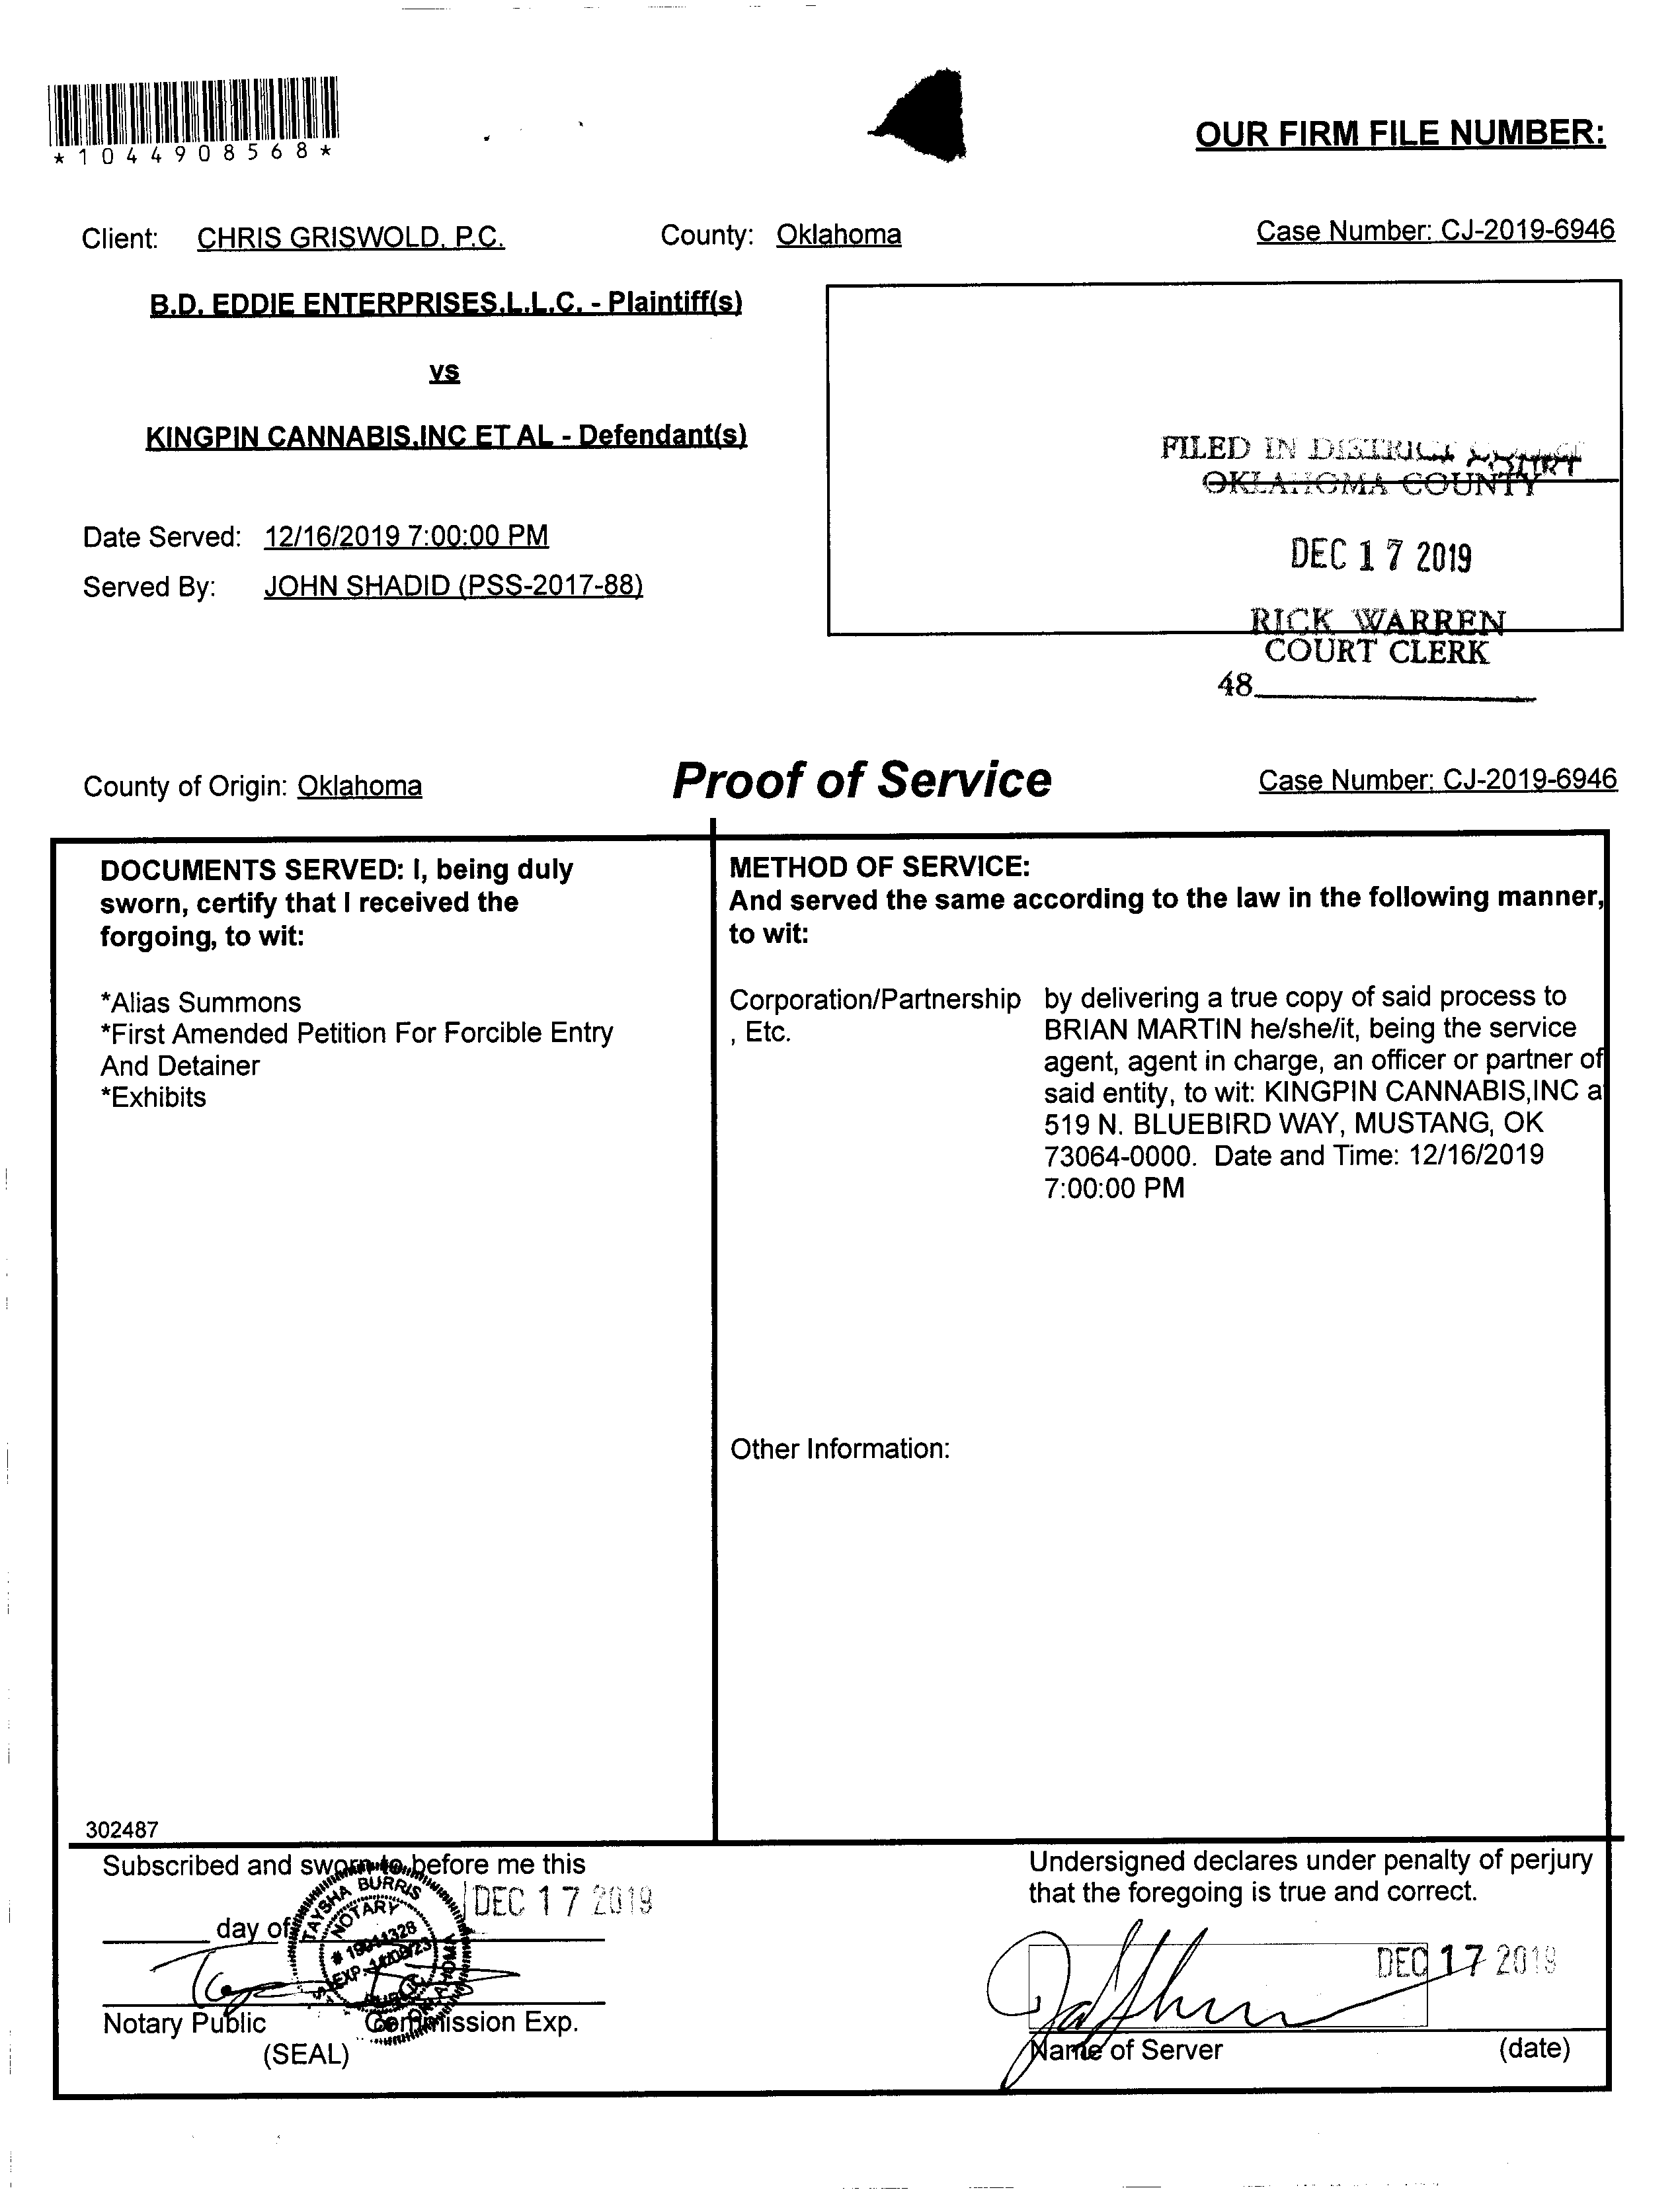 *1044908568*
OUR FIRM FILE NUMBER:
Client: CHRIS GRISWOLD, P.C. County: Oklahoma Case Number: CJ-2019-6946
B.D. EDDIE ENTERPRISES,L.L.C. - Plaintiff(s)
vs
KINGPIN CANNABIS,INC ET AL - Defendant(s)
FILED IN DISTRICT COURT
OKLAHOMA COUNTY
Date Served: 12/16/2019 7:00:00 PM
DEC 17 2019
Served By: JOHN SHADID (PSS-2017-88)
RICK WARREN
COURT CLERK
48
County of Origin: Oklahoma Proof of Service Case Number: CJ-2019-6946
DOCUMENTS SERVED: I, being duly
sworn, certify that I received the
forgoing, to wit:
*Alias Summons
*First Amended Petition For Forcible Entry
And Detainer
*Exhibits
METHOD OF SERVICE:
And served the same according to the law in the following manner,
to wit:
Corporation/Partnership
, Etc.
by delivering a true copy of said process to
BRIAN MARTIN he/she/it, being the service
agent, agent in charge, an officer or partner of
said entity, to wit: KINGPIN CANNABIS,INC a
519 N. BLUEBIRD WAY, MUSTANG, OK
73064-0000. Date and Time: 12/16/2019
7:00:00 PM
Other Information:
302487
Subscribed and sworn to before me this
DEC 17 2019
day of
TAYSHA BURRIS
NOTARY
PUBLIC
OKLAHOMA
Notary Public Commission Exp.
(SEAL)
Undersigned declares under penalty of perjury
that the foregoing is true and correct.
DEC 17 2019
Name of Server (date)